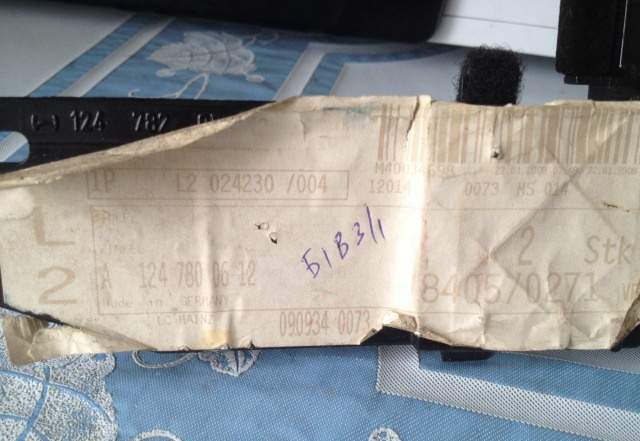 124 782
1P L2 024230 /004
12014 0073 MS 014
L
2 Stk
2
A 124 780 06 12
Made in GERMANY
Б1В3/1
8405/0271
090934 0073